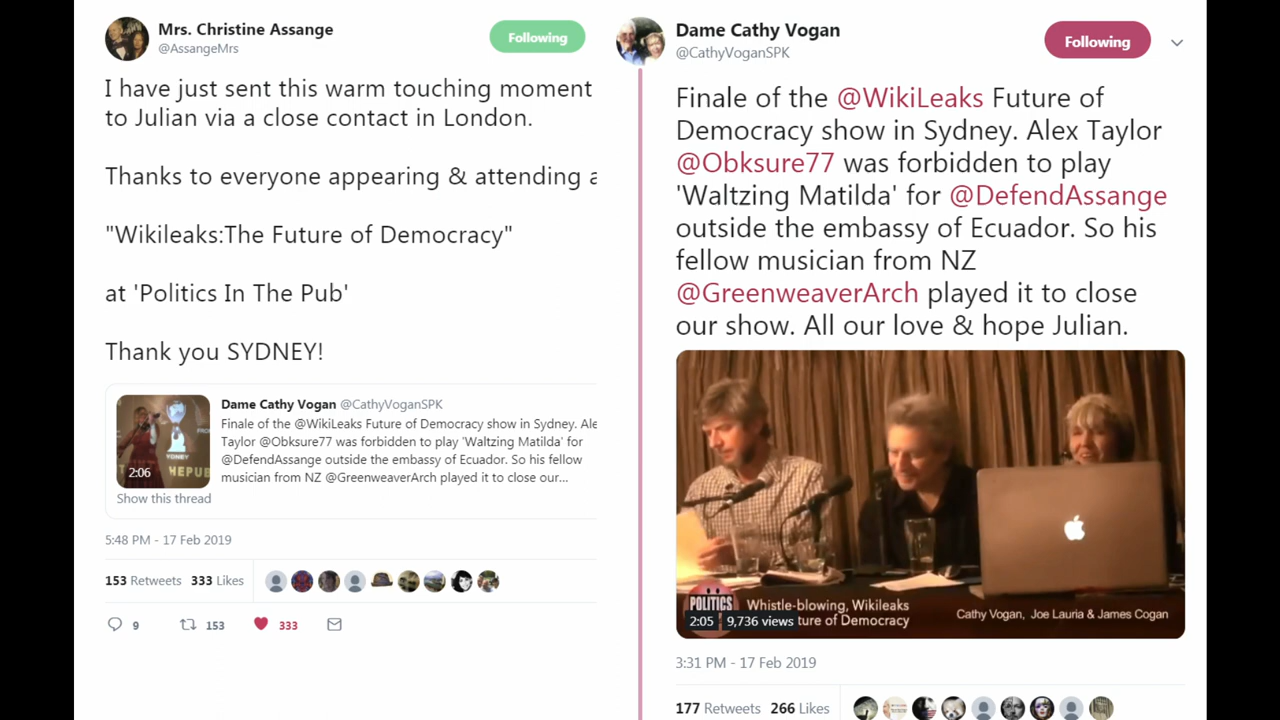 Mrs. Christine Assange
@AssangeMrs
Following
I have just sent this warm touching moment
to Julian via a close contact in London.
Thanks to everyone appearing & attending a
"Wikileaks:The Future of Democracy"
at 'Politics In The Pub'
Thank you SYDNEY!
Dame Cathy Vogan @CathyVoganSPK
Finale of the @WikiLeaks Future of Democracy show in Sydney. Ale
Taylor @Obksure77 was forbidden to play 'Waltzing Matilda' for
@DefendAssange outside the embassy of Ecuador. So his fellow
musician from NZ @GreenweaverArch played it to close our...
YDNEY
HEPUB
2:06
Show this thread
5:48 PM - 17 Feb 2019
153 Retweets 333 Likes
9 153 333
Dame Cathy Vogan
@CathyVoganSPK
Following
Finale of the @WikiLeaks Future of
Democracy show in Sydney. Alex Taylor
@Obksure77 was forbidden to play
'Waltzing Matilda' for @DefendAssange
outside the embassy of Ecuador. So his
fellow musician from NZ
@GreenweaverArch played it to close
our show. All our love & hope Julian.
POLITICS
Whistle-blowing, Wikileaks
ture of Democracy
2:05 9,736 views
Cathy Vogan, Joe Lauria & James Cogan
3:31 PM - 17 Feb 2019
177 Retweets 266 Likes